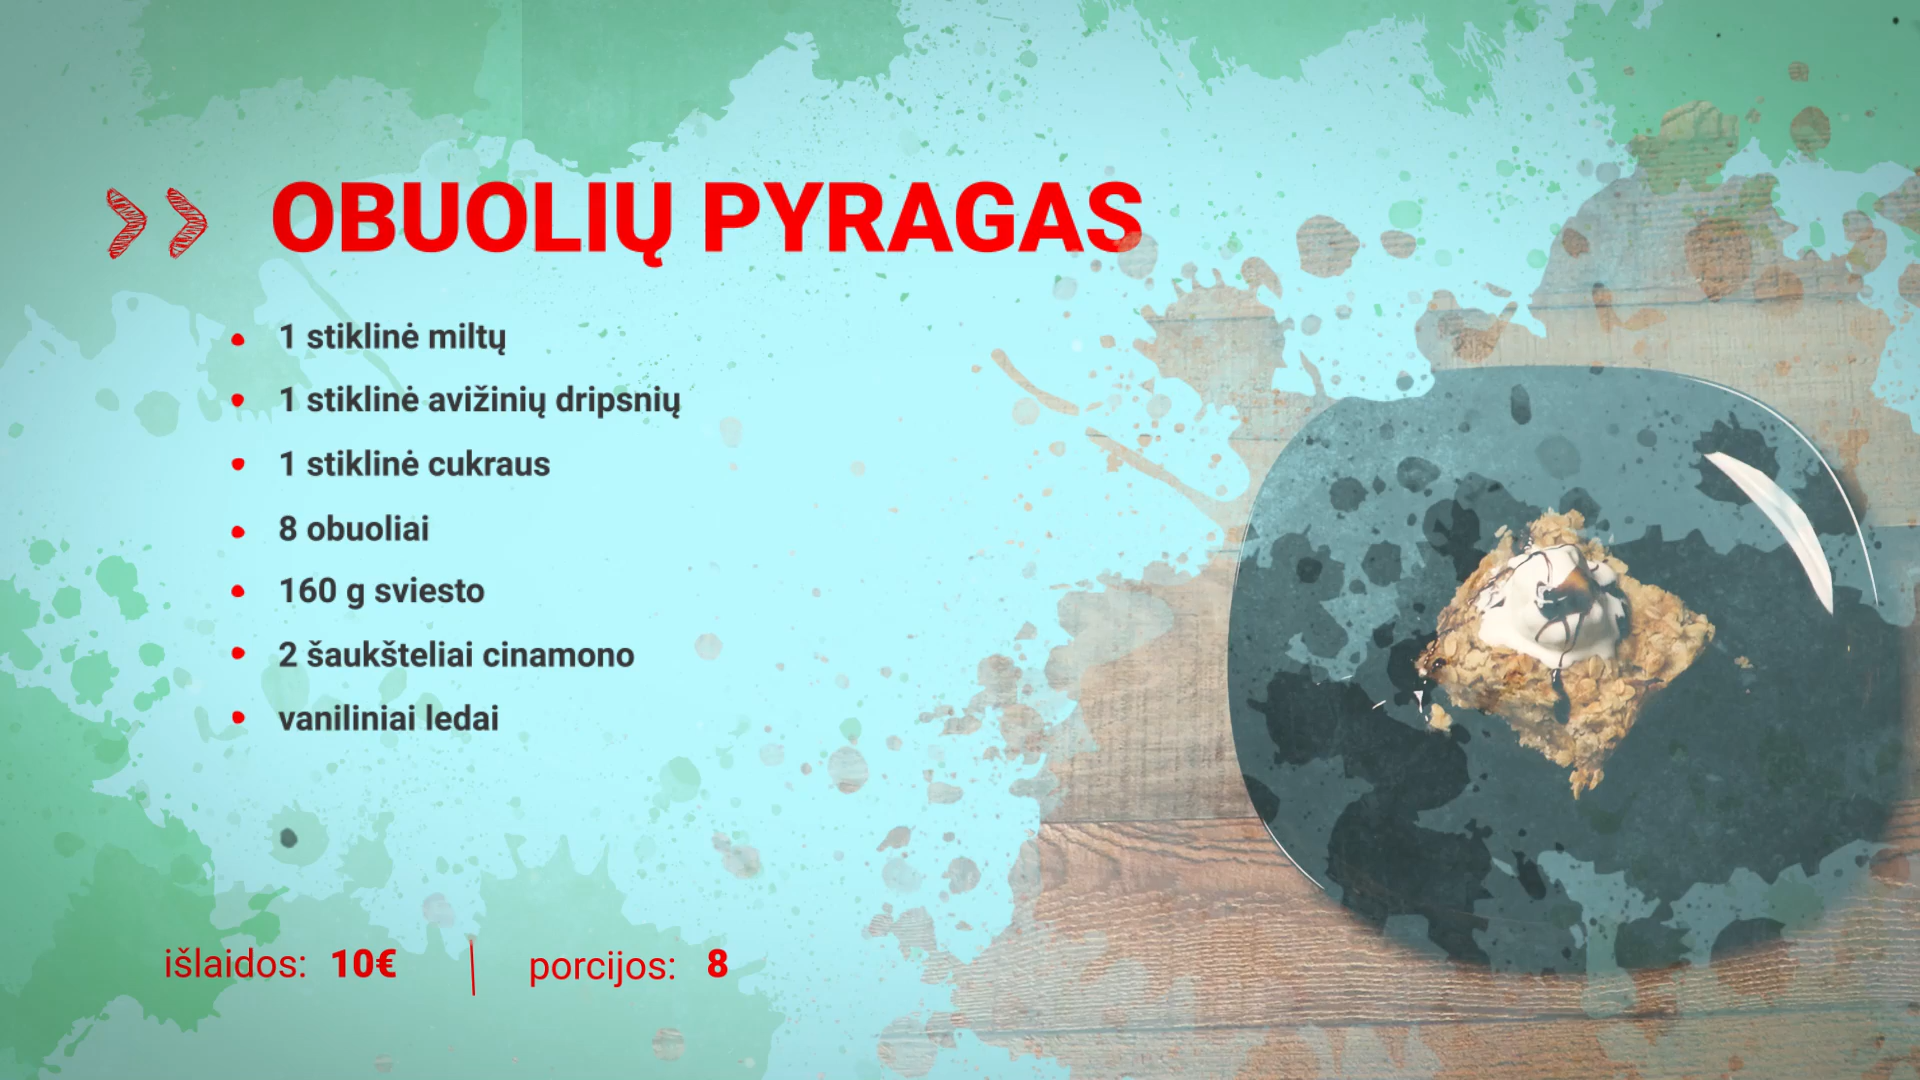 OBUOLIŲ PYRAGAS
1 stiklinė miltų
1 stiklinė avižinių dripsnių
1 stiklinė cukraus
8 obuoliai
160 g sviesto
2 šaukšteliai cinamono
vaniliniai ledai
išlaidos: 10€ | porcijos: 8